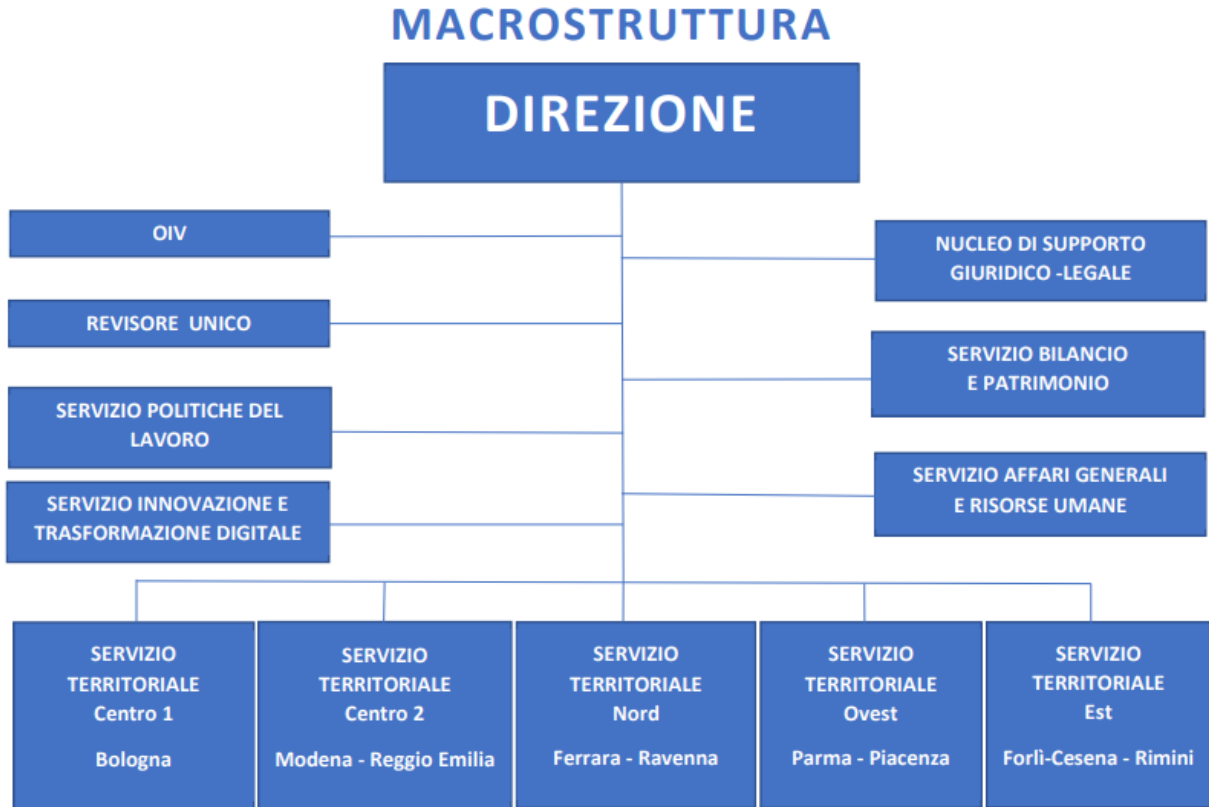 MACROSTRUTTURA
DIREZIONE
OIV
NUCLEO DI SUPPORTO
GIURIDICO -LEGALE
REVISORE UNICO
SERVIZIO BILANCIO
E PATRIMONIO
SERVIZIO POLITICHE DEL
LAVORO
SERVIZIO AFFARI GENERALI
E RISORSE UMANE
SERVIZIO INNOVAZIONE E
TRASFORMAZIONE DIGITALE
SERVIZIO
TERRITORIALE
Centro 1
Bologna
SERVIZIO
TERRITORIALE
Centro 2
Modena - Reggio Emilia
SERVIZIO
TERRITORIALE
Nord
Ferrara - Ravenna
SERVIZIO
TERRITORIALE
Ovest
Parma - Piacenza
SERVIZIO
TERRITORIALE
Est
Forlì-Cesena - Rimini